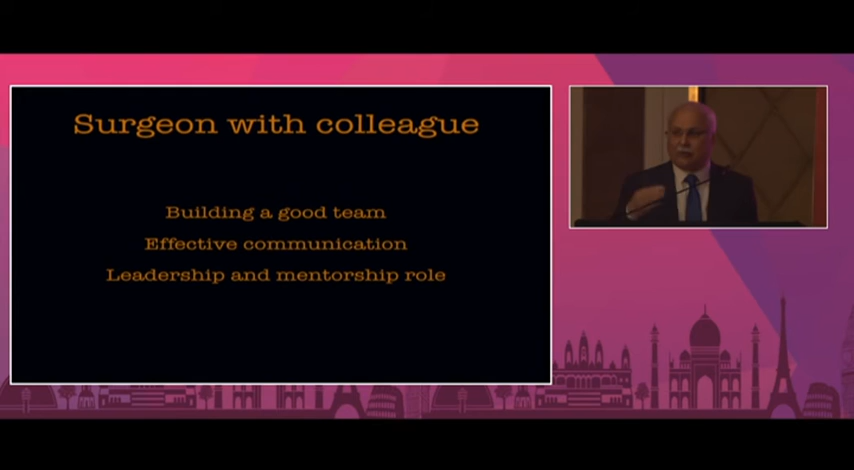 Surgeon with colleague
Building a good team
Effective communication
Leadership and mentorship role